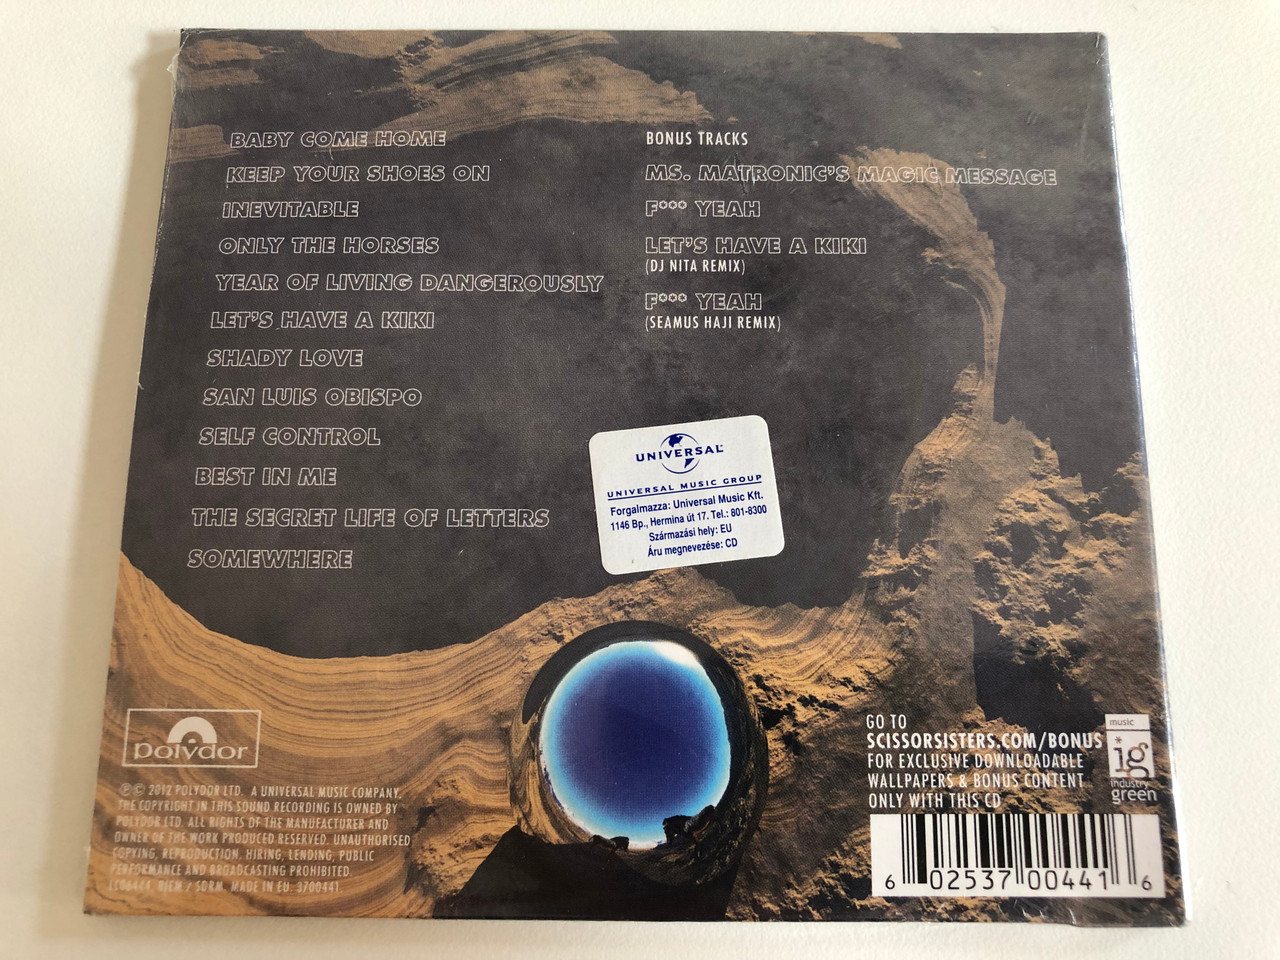 BABY COME HOME
KEEP YOUR SHOES ON
INEVITABLE
ONLY THE HORSES
YEAR OF LIVING DANGEROUSLY
LET'S HAVE A KIKI
SHADY LOVE
SAN LUIS OBISPO
SELF CONTROL
BEST IN ME
THE SECRET LIFE OF LETTERS
SOMEWHERE
BONUS TRACKS
MS. MATRONIC'S MAGIC MESSAGE
F*** YEAH
LET'S HAVE A KIKI
(DJ NITA REMIX)
F*** YEAH
(SEAMUS HAJI REMIX)
UNIVERSAL
UNIVERSAL MUSIC GROUP
Forgalmazza: Universal Music Kft.
1146 Bp., Hermina út 17. Tel.: 801-8300
Származási hely: EU
Áru megnevezése: CD
polydor
℗© 2012 POLYDOR LTD. A UNIVERSAL MUSIC COMPANY.
THE COPYRIGHT IN THIS SOUND RECORDING IS OWNED BY
POLYDOR LTD. ALL RIGHTS OF THE MANUFACTURER AND
OWNER OF THE WORK PRODUCED RESERVED. UNAUTHORISED
COPYING, REPRODUCTION, HIRING, LENDING, PUBLIC
PERFORMANCE AND BROADCASTING PROHIBITED.
LC06444. BIEM / SDRM. MADE IN EU. 3700441
GO TO
SCISSORSISTERS.COM/BONUS
FOR EXCLUSIVE DOWNLOADABLE
WALLPAPERS & BONUS CONTENT
ONLY WITH THIS CD
music
* ig
industry
green
6 02537 00441 6